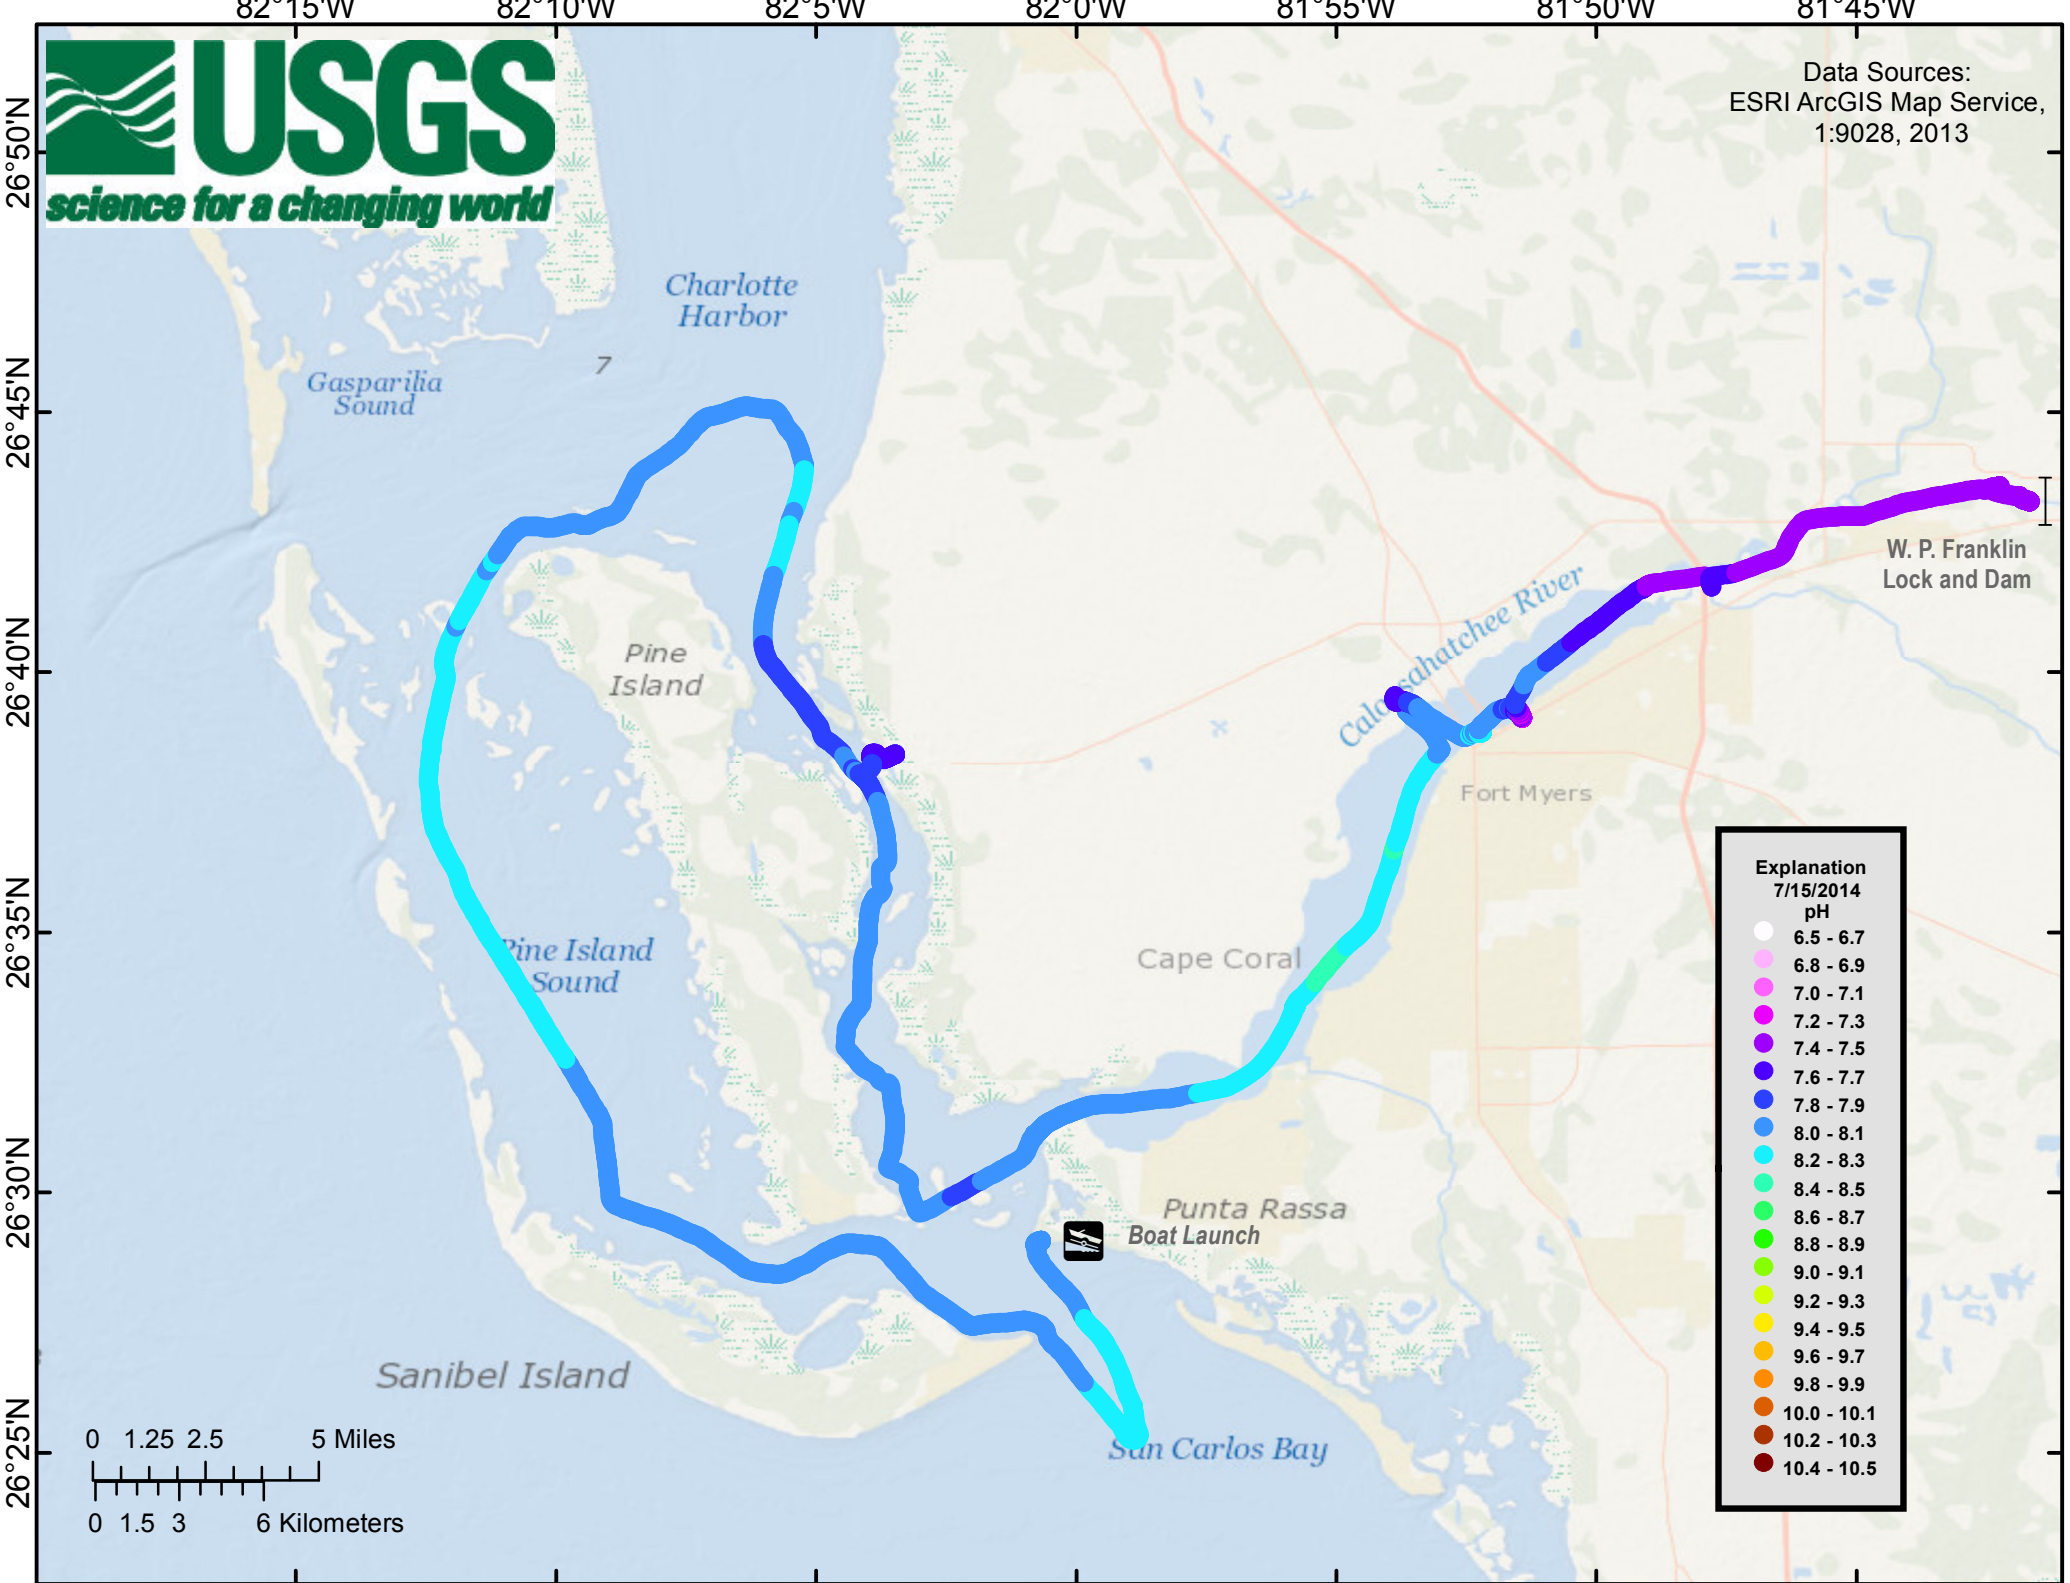 82°15'W 82°10'W 82°5'W 82°0'W 81°55'W 81°50'W 81°45'W
USGS
science for a changing world
Data Sources:
ESRI ArcGIS Map Service,
1:9028, 2013
26°50'N
26°45'N
26°40'N
26°35'N
26°30'N
26°25'N
Charlotte
Harbor
7
Gasparilia
Sound
W. P. Franklin
Lock and Dam
Caloosahatchee River
Pine
Island
Fort Myers
Cape Coral
Pine Island
Sound
Punta Rassa
Boat Launch
Sanibel Island
San Carlos Bay
Explanation
7/15/2014
pH
6.5 - 6.7
6.8 - 6.9
7.0 - 7.1
7.2 - 7.3
7.4 - 7.5
7.6 - 7.7
7.8 - 7.9
8.0 - 8.1
8.2 - 8.3
8.4 - 8.5
8.6 - 8.7
8.8 - 8.9
9.0 - 9.1
9.2 - 9.3
9.4 - 9.5
9.6 - 9.7
9.8 - 9.9
10.0 - 10.1
10.2 - 10.3
10.4 - 10.5
0 1.25 2.5 5 Miles
0 1.5 3 6 Kilometers